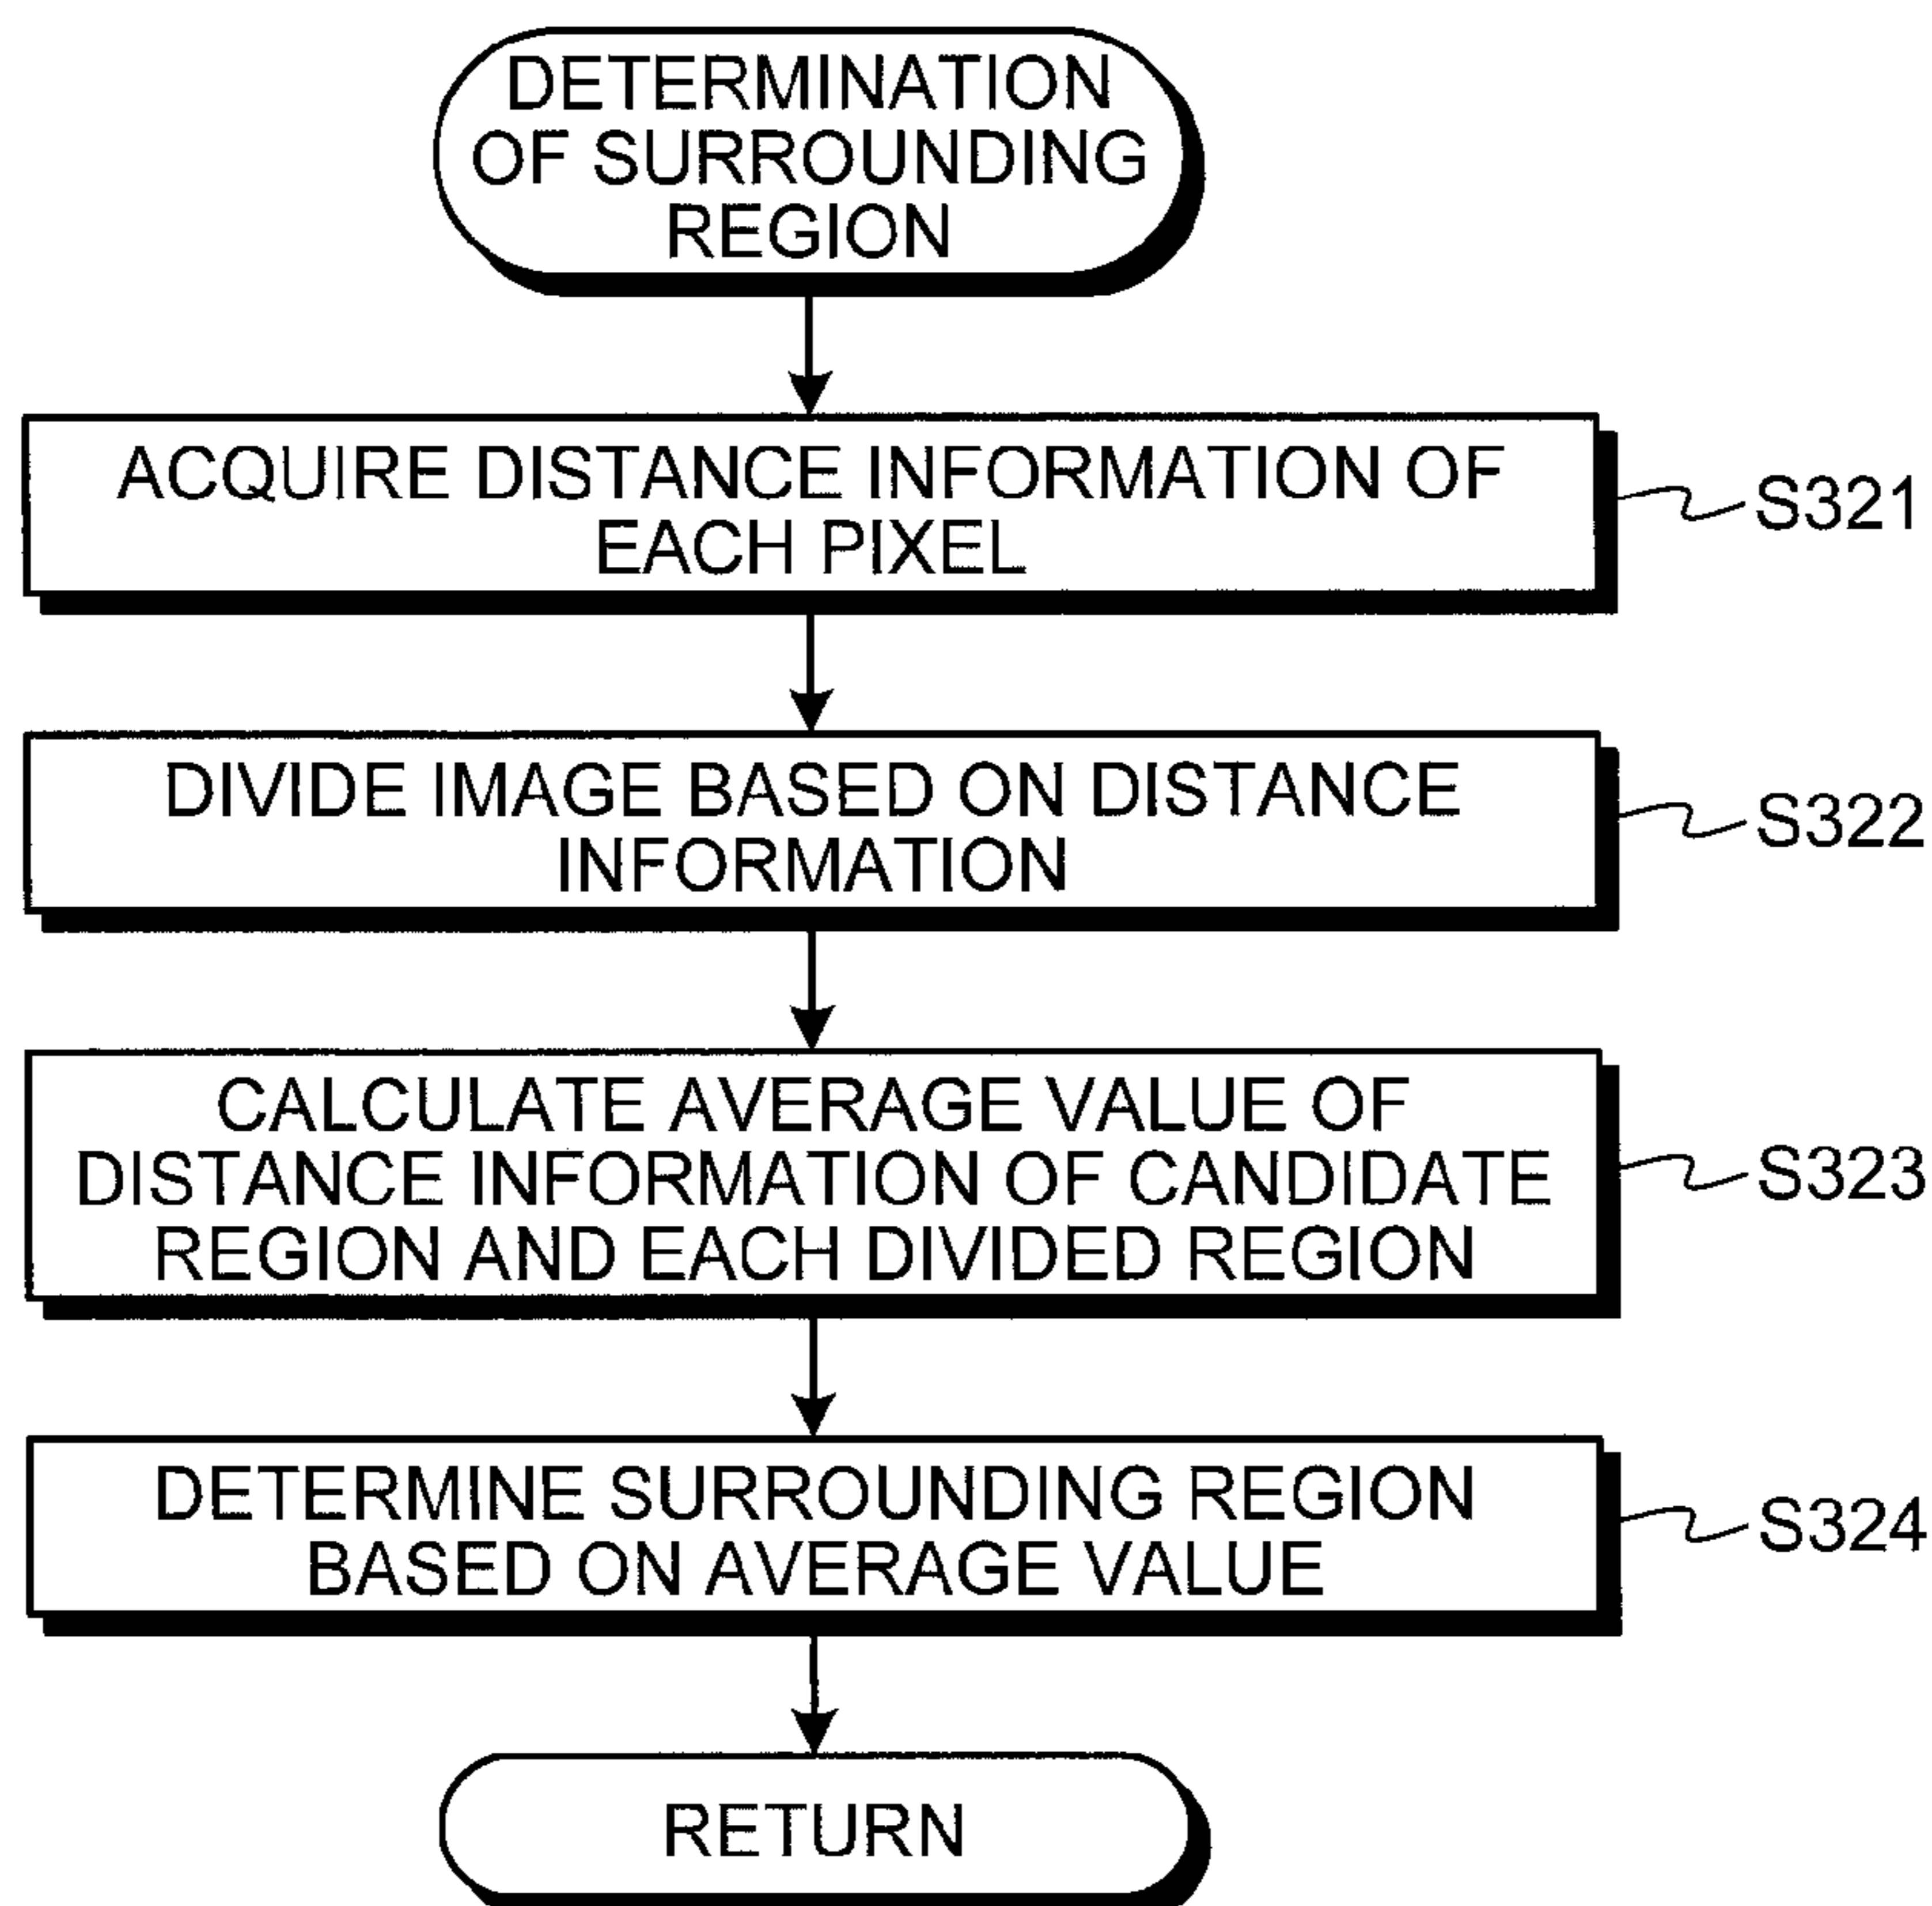 DETERMINATION
OF SURROUNDING
REGION
ACQUIRE DISTANCE INFORMATION OF
EACH PIXEL
S321
DIVIDE IMAGE BASED ON DISTANCE
INFORMATION
S322
CALCULATE AVERAGE VALUE OF
DISTANCE INFORMATION OF CANDIDATE
REGION AND EACH DIVIDED REGION
S323
DETERMINE SURROUNDING REGION
BASED ON AVERAGE VALUE
S324
RETURN